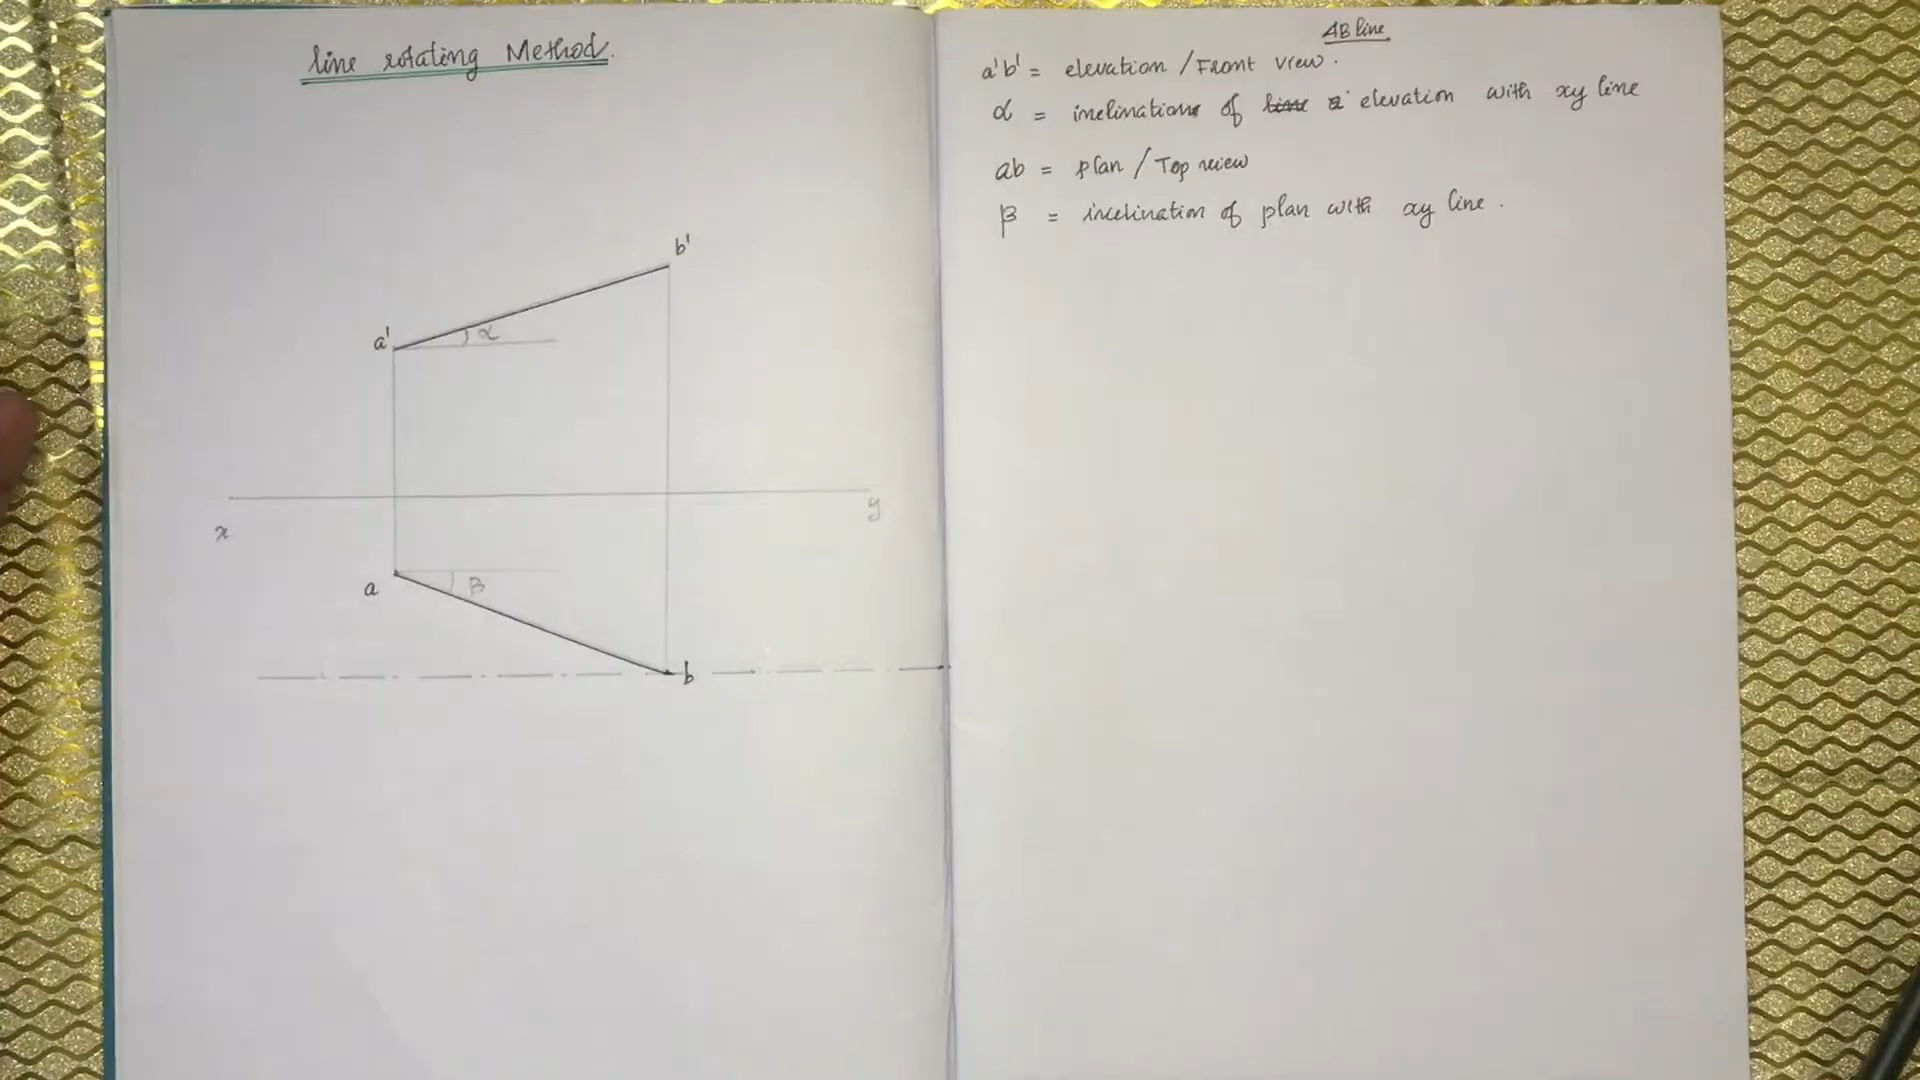 line rotating Method.
b'
a' α
x y
a β
b
AB line
a'b' = elevation / Front view.
α = inclinations of line a' elevation with xy line
ab = plan / Top view
β = inclination of plan with xy line.